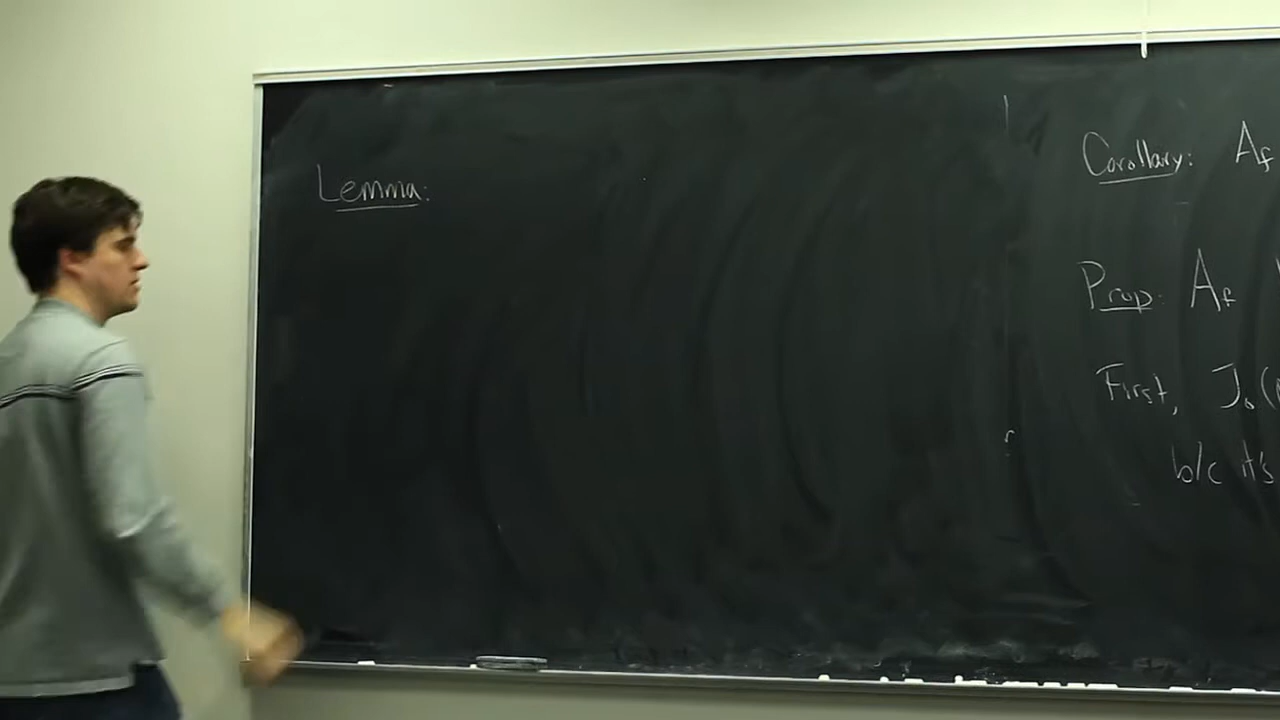 Lemma:
Corollary: A_f
Prop: A_f
First, J_0(
b/c it's